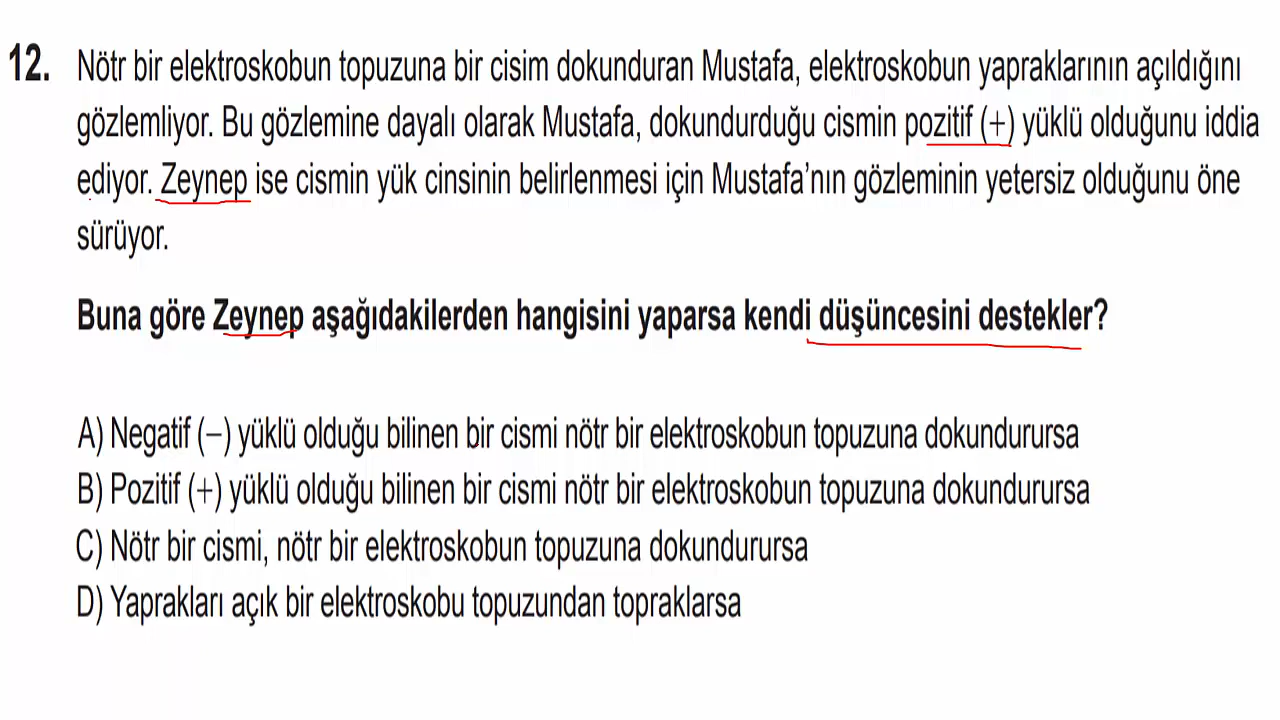 12. Nötr bir elektroskobun topuzuna bir cisim dokunduran Mustafa, elektroskobun yapraklarının açıldığını
gözlemliyor. Bu gözlemine dayalı olarak Mustafa, dokundurduğu cismin pozitif (+) yüklü olduğunu iddia
ediyor. Zeynep ise cismin yük cinsinin belirlenmesi için Mustafa’nın gözleminin yetersiz olduğunu öne
sürüyor.
Buna göre Zeynep aşağıdakilerden hangisini yaparsa kendi düşüncesini destekler?
A) Negatif (–) yüklü olduğu bilinen bir cismi nötr bir elektroskobun topuzuna dokundurursa
B) Pozitif (+) yüklü olduğu bilinen bir cismi nötr bir elektroskobun topuzuna dokundurursa
C) Nötr bir cismi, nötr bir elektroskobun topuzuna dokundurursa
D) Yaprakları açık bir elektroskobu topuzundan topraklarsa